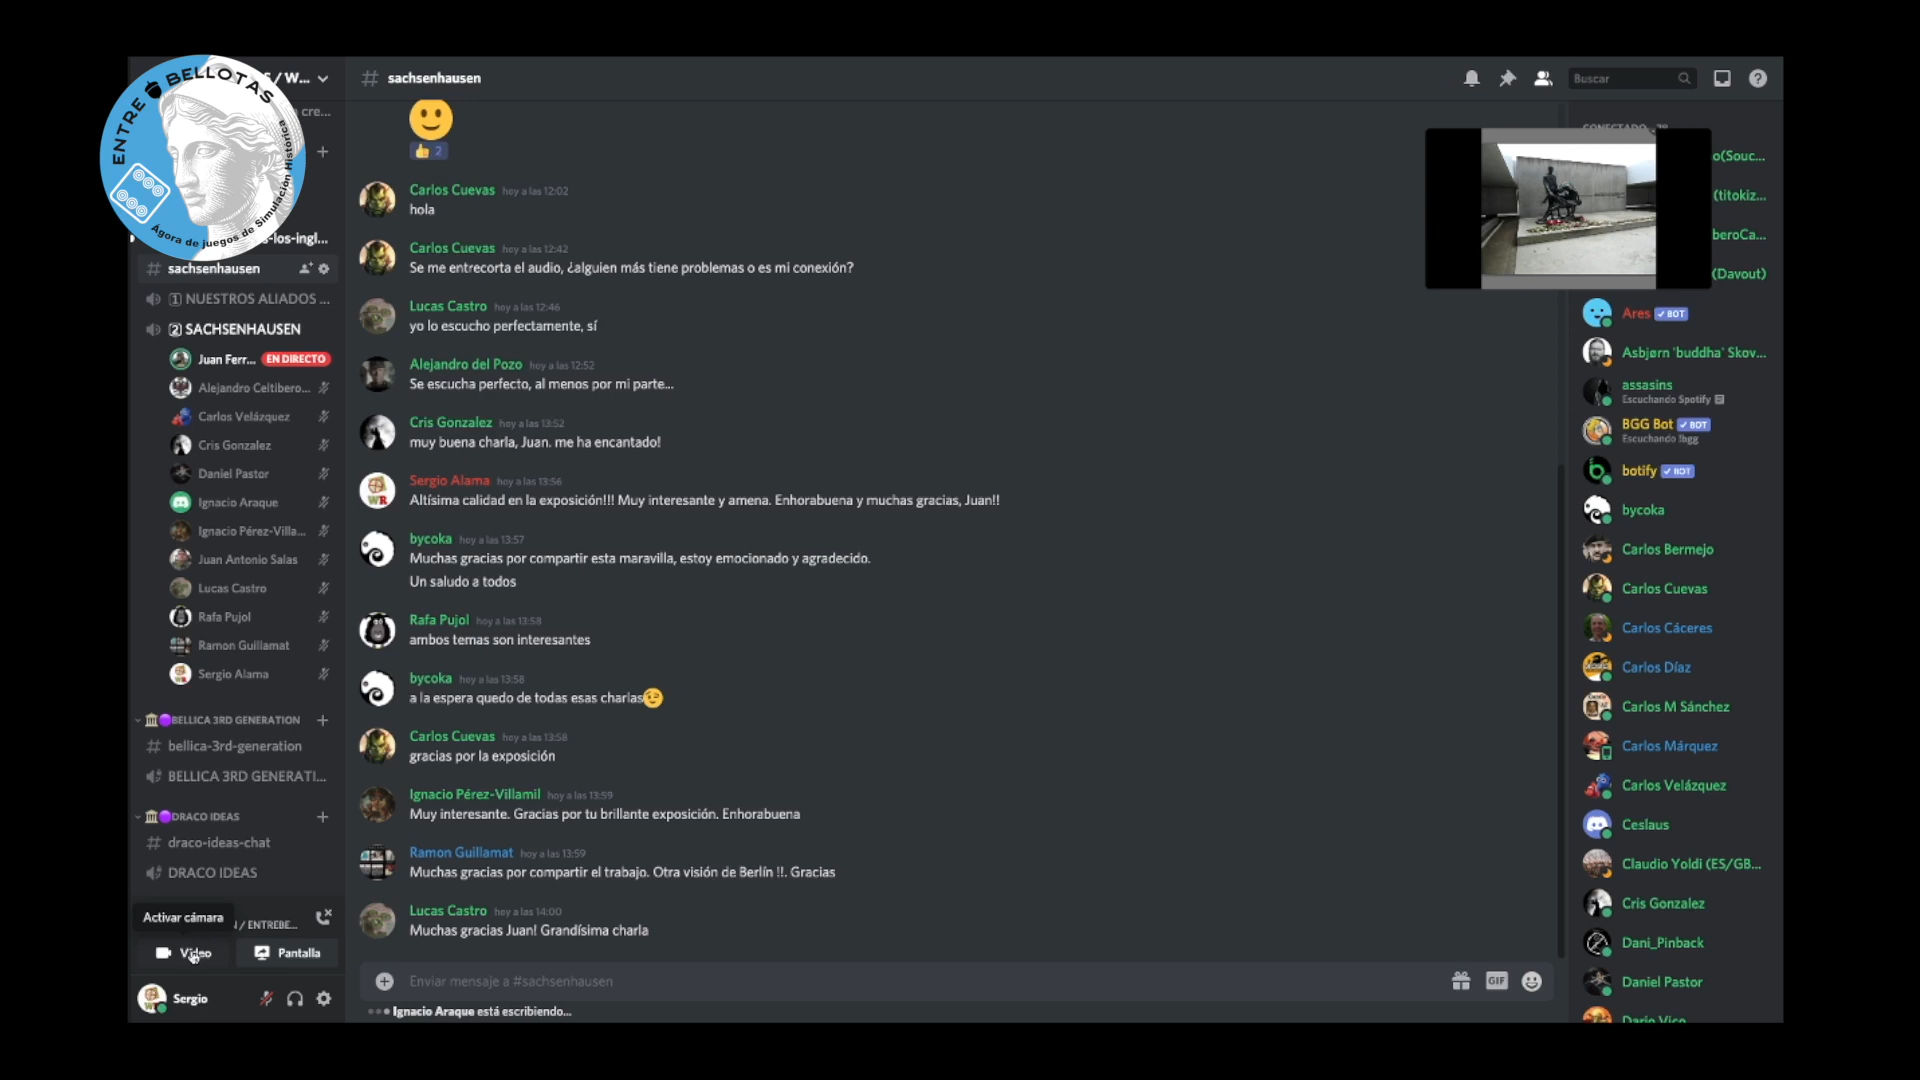 ENTRE BELLOTAS
Ágora de juegos de Simulación Histórica
/ W...
cre...
s-los-ingl...
sachsenhausen
1 NUESTROS ALIADOS ...
2 SACHSENHAUSEN
Juan Ferr... EN DIRECTO
Alejandro Celtibero...
Carlos Velázquez
Cris Gonzalez
Daniel Pastor
Ignacio Araque
Ignacio Pérez-Villa...
Juan Antonio Salas
Lucas Castro
Rafa Pujol
Ramon Guillamat
Sergio Alama
BELLICA 3RD GENERATION
bellica-3rd-generation
BELLICA 3RD GENERATI...
DRACO IDEAS
draco-ideas-chat
DRACO IDEAS
Activar cámara
/ ENTREBE...
Vídeo
Pantalla
Sergio
# sachsenhausen
Buscar
2
Carlos Cuevas hoy a las 12:02
hola
Carlos Cuevas hoy a las 12:42
Se me entrecorta el audio, ¿alguien más tiene problemas o es mi conexión?
Lucas Castro hoy a las 12:46
yo lo escucho perfectamente, sí
Alejandro del Pozo hoy a las 12:52
Se escucha perfecto, al menos por mi parte...
Cris Gonzalez hoy a las 13:52
muy buena charla, Juan. me ha encantado!
Sergio Alama hoy a las 13:56
Altísima calidad en la exposición!!! Muy interesante y amena. Enhorabuena y muchas gracias, Juan!!
bycoka hoy a las 13:57
Muchas gracias por compartir esta maravilla, estoy emocionado y agradecido.
Un saludo a todos
Rafa Pujol hoy a las 13:58
ambos temas son interesantes
bycoka hoy a las 13:58
a la espera quedo de todas esas charlas
Carlos Cuevas hoy a las 13:58
gracias por la exposición
Ignacio Pérez-Villamil hoy a las 13:59
Muy interesante. Gracias por tu brillante exposición. Enhorabuena
Ramon Guillamat hoy a las 13:59
Muchas gracias por compartir el trabajo. Otra visión de Berlín !!. Gracias
Lucas Castro hoy a las 14:00
Muchas gracias Juan! Grandísima charla
Enviar mensaje a #sachsenhausen
GIF
Ignacio Araque está escribiendo...
o(Souc...
(titokiz...
beroCa...
(Davout)
Ares BOT
Asbjørn 'buddha' Skov...
assasins
Escuchando Spotify
BGG Bot BOT
Escuchando !bgg
botify BOT
bycoka
Carlos Bermejo
Carlos Cuevas
Carlos Cáceres
Carlos Díaz
Carlos M Sánchez
Carlos Márquez
Carlos Velázquez
Ceslaus
Claudio Yoldi (ES/GB...
Cris Gonzalez
Dani_Pinback
Daniel Pastor
Dario Vico